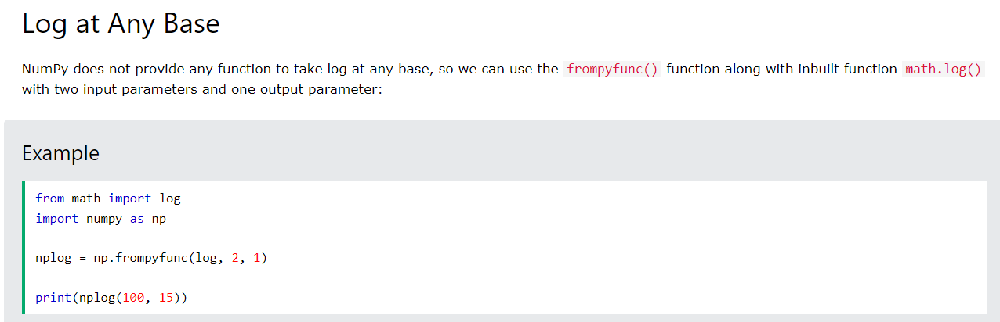 Log at Any Base
NumPy does not provide any function to take log at any base, so we can use the frompyfunc() function along with inbuilt function math.log()
with two input parameters and one output parameter:
Example
from math import log
import numpy as np
nplog = np.frompyfunc(log, 2, 1)
print(nplog(100, 15))